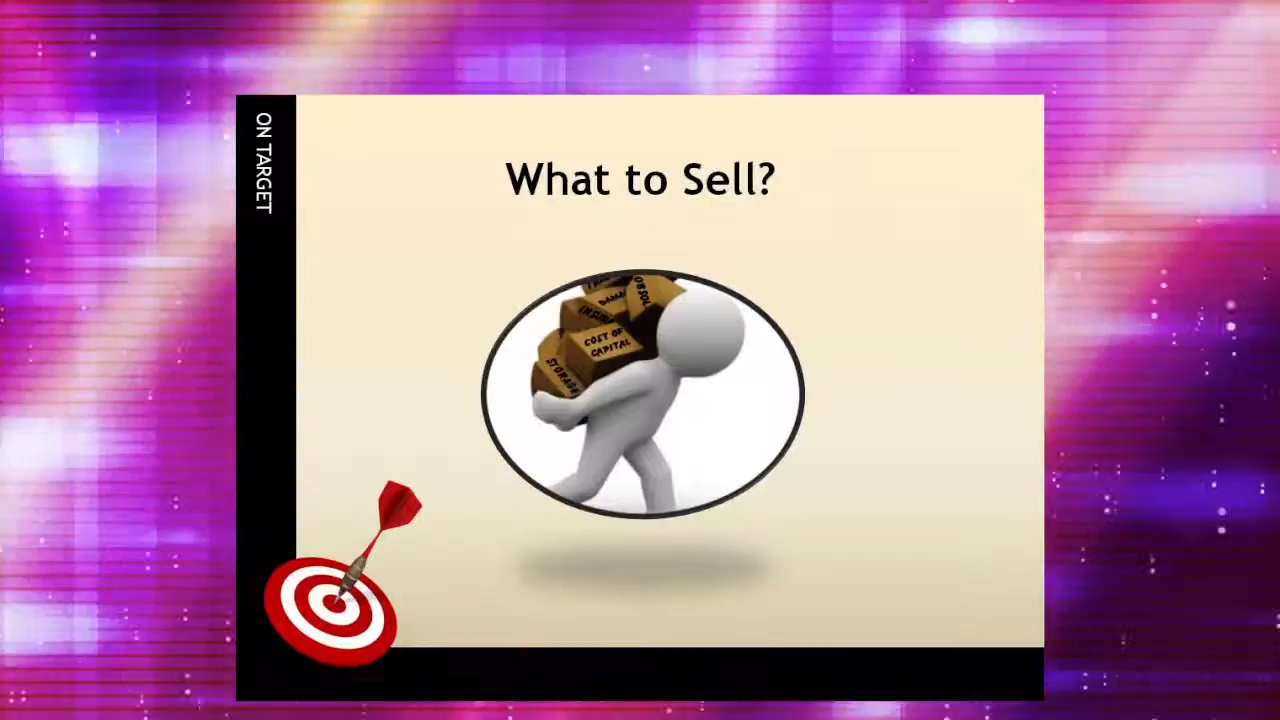 ON TARGET
What to Sell?
COST OF
CAPITAL
STORAGE